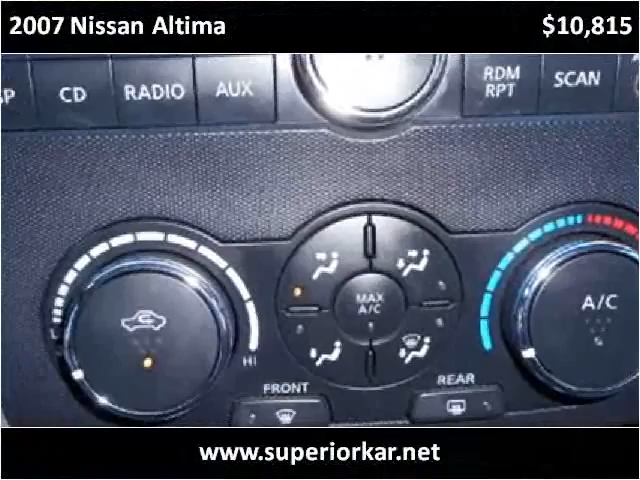 2007 Nissan Altima $10,815
CD RADIO AUX RDM RPT SCAN
MAX A/C
A/C
HI
FRONT REAR
www.superiorkar.net